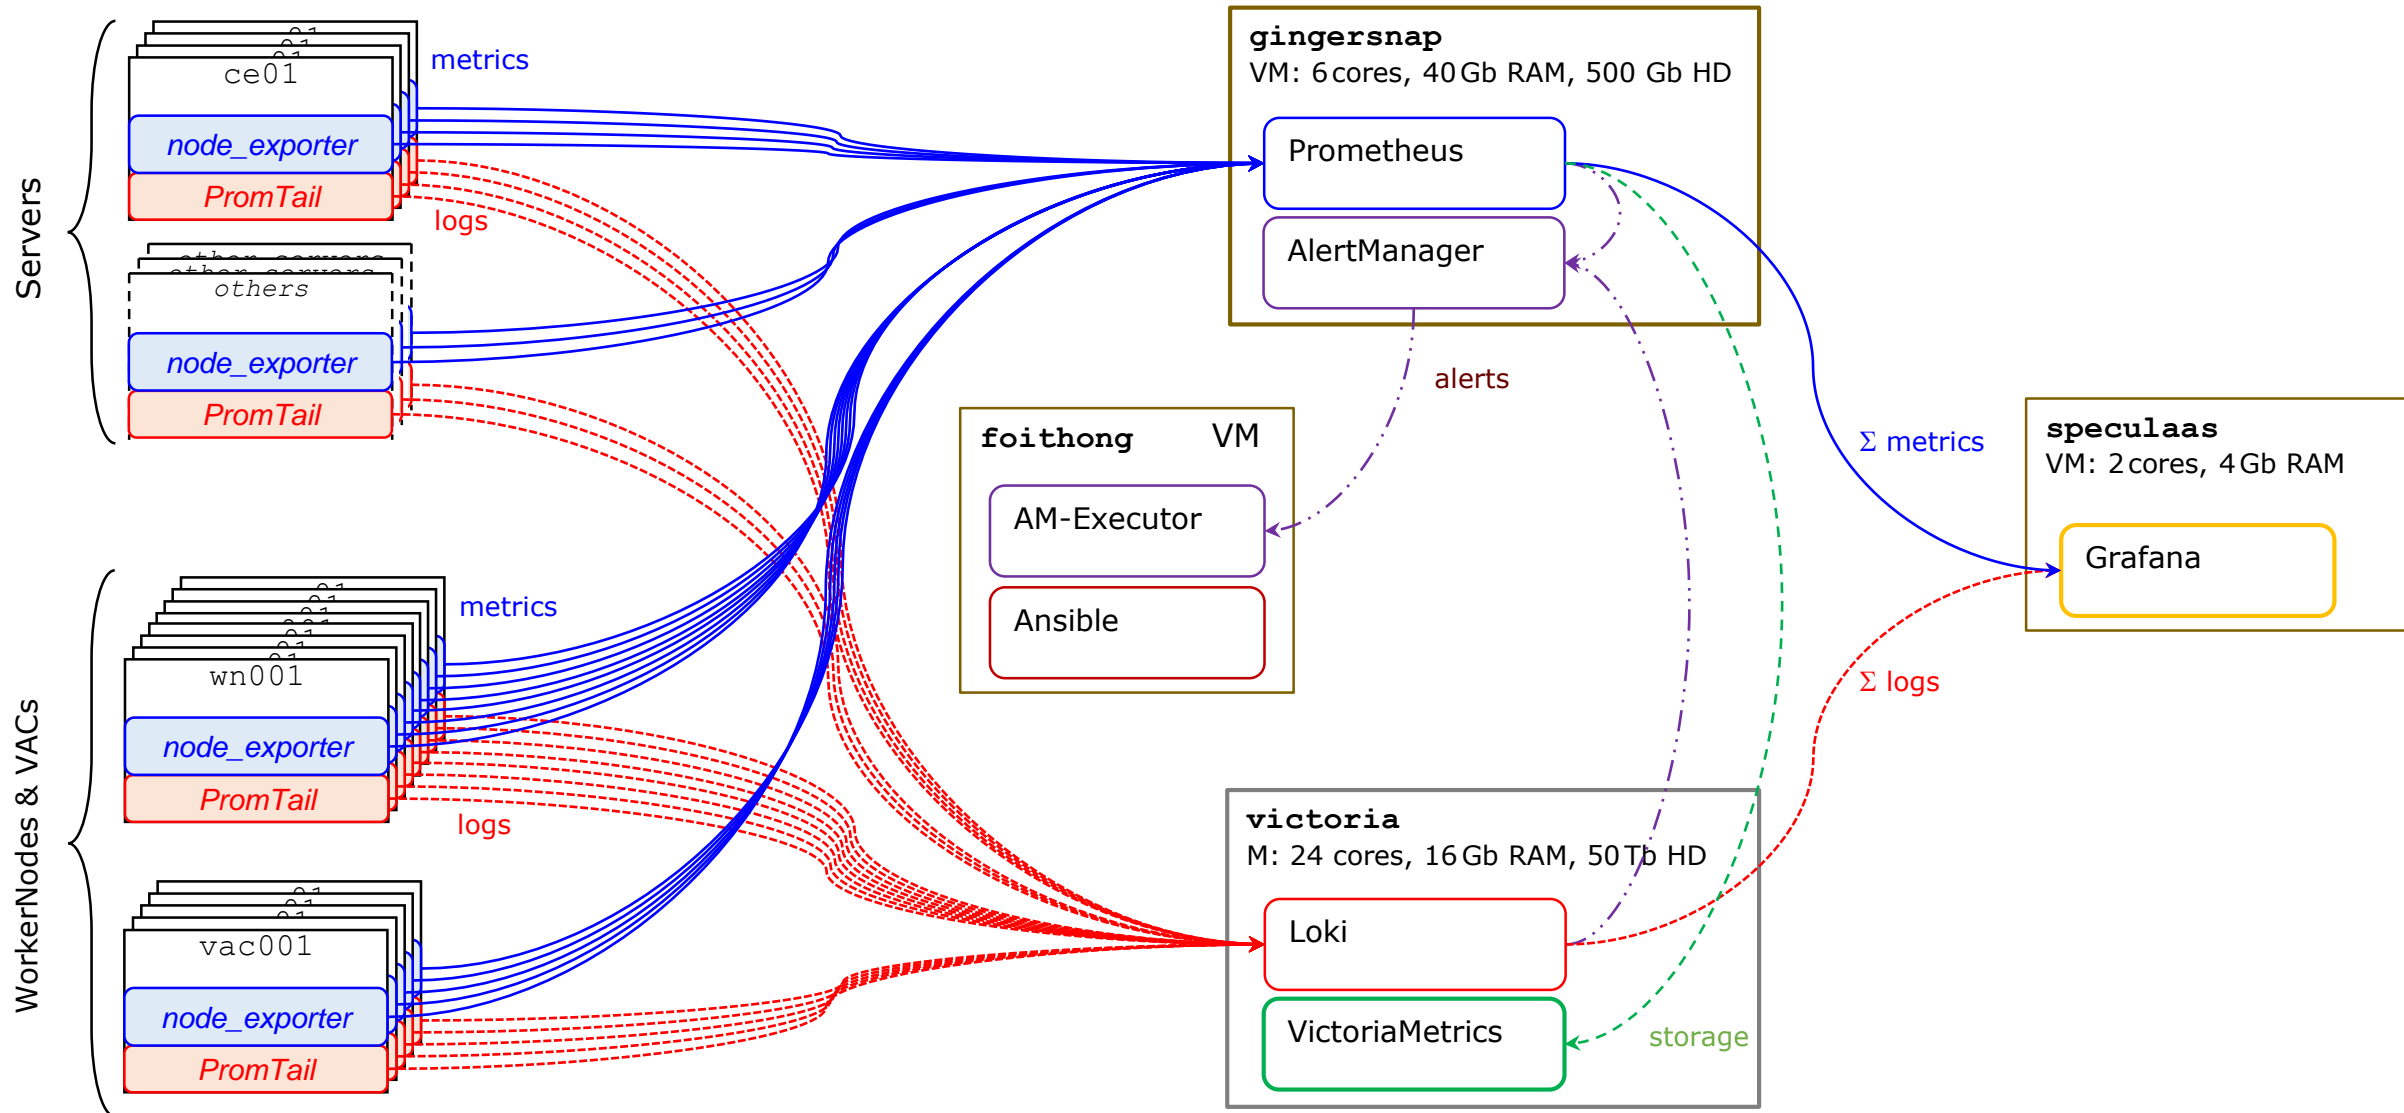 Servers
ce01
node_exporter
PromTail
metrics
logs
others
node_exporter
PromTail
WorkerNodes & VACs
wn001
node_exporter
PromTail
metrics
logs
vac001
node_exporter
PromTail
gingersnap
VM: 6 cores, 40 Gb RAM, 500 Gb HD
Prometheus
AlertManager
alerts
foithong VM
AM-Executor
Ansible
victoria
M: 24 cores, 16 Gb RAM, 50 Tb HD
Loki
VictoriaMetrics
storage
Σ metrics
Σ logs
speculaas
VM: 2 cores, 4 Gb RAM
Grafana